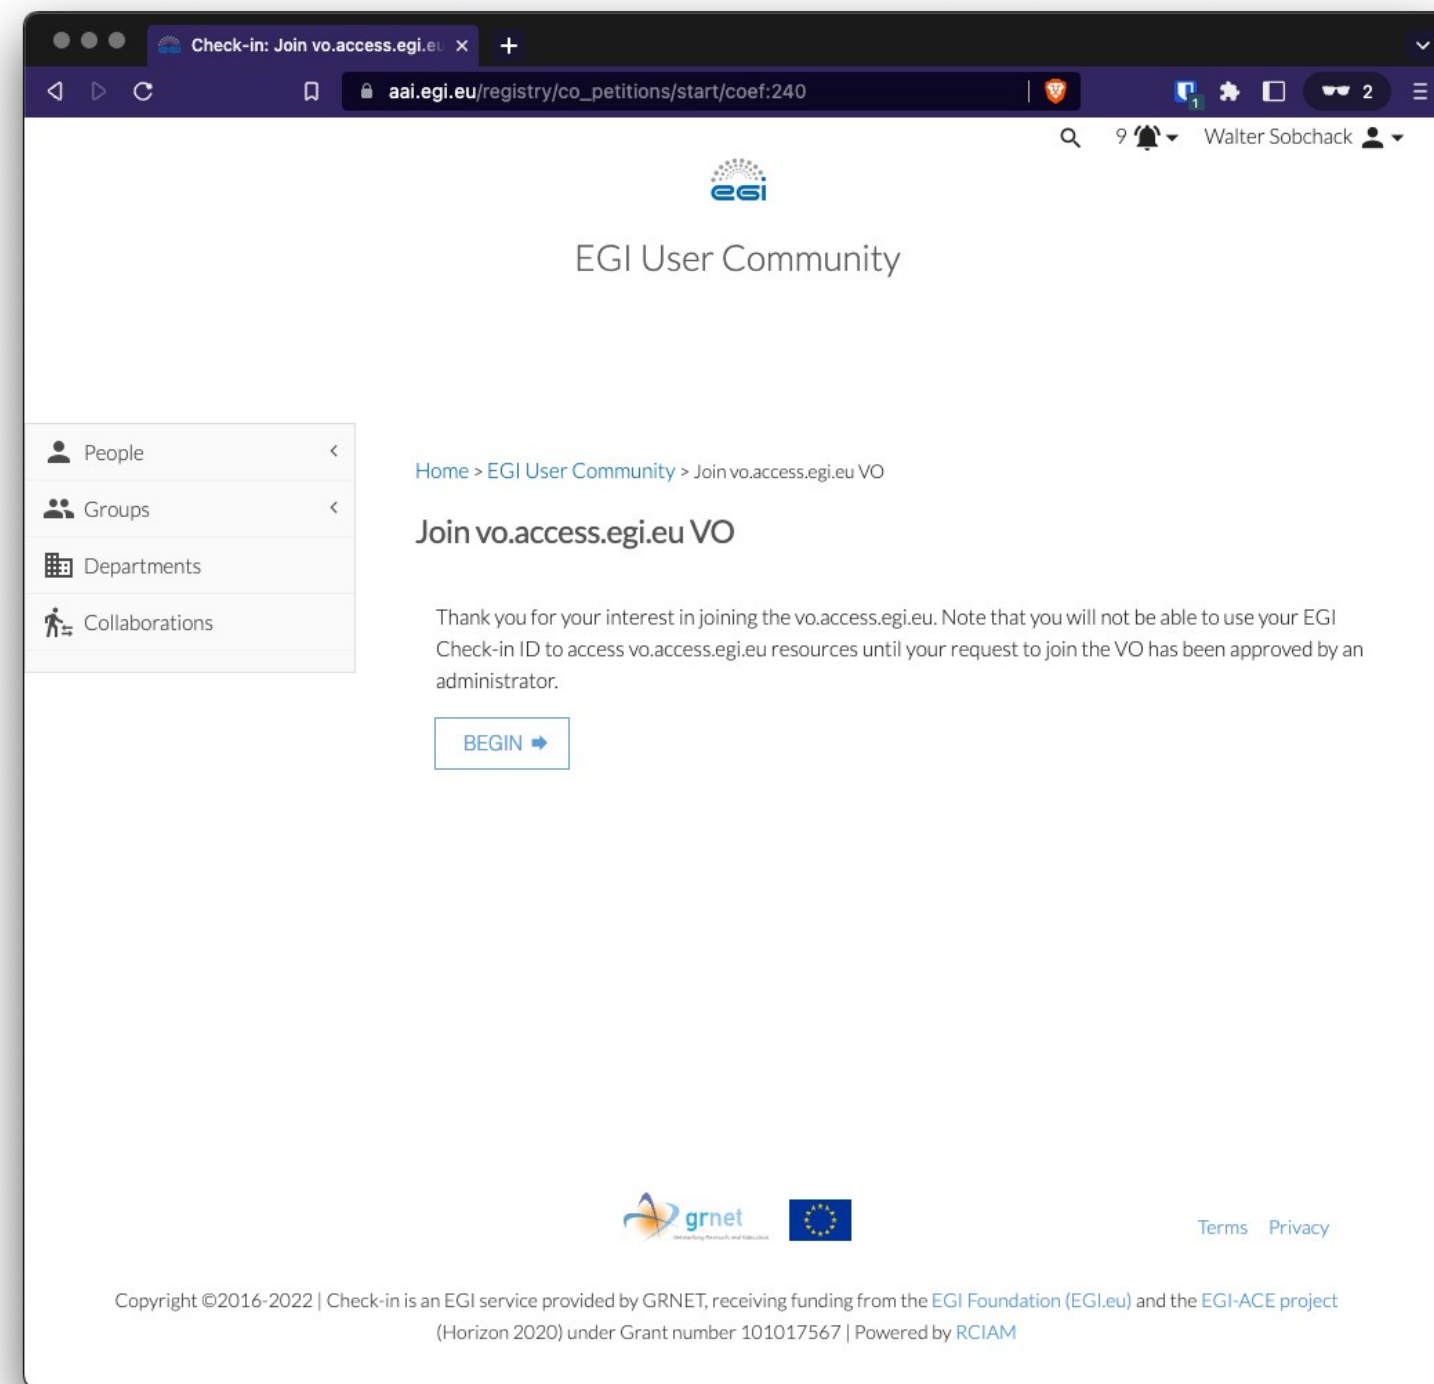 Check-in: Join vo.access.egi.eu
aai.egi.eu/registry/co_petitions/start/coef:240
1
2
9
Walter Sobchack
egi
EGI User Community
People
Groups
Departments
Collaborations
Home > EGI User Community > Join vo.access.egi.eu VO
Join vo.access.egi.eu VO
Thank you for your interest in joining the vo.access.egi.eu. Note that you will not be able to use your EGI
Check-in ID to access vo.access.egi.eu resources until your request to join the VO has been approved by an
administrator.
BEGIN
grnet
Networking Research and Education
Terms Privacy
Copyright ©2016-2022 | Check-in is an EGI service provided by GRNET, receiving funding from the EGI Foundation (EGI.eu) and the EGI-ACE project
(Horizon 2020) under Grant number 101017567 | Powered by RCIAM